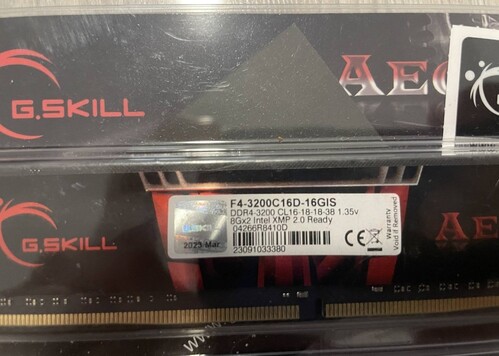 G.SKILL
AEG
F4-3200C16D-16GIS
DDR4-3200 CL16-18-18-38 1.35v
8Gx2 Intel XMP 2.0 Ready
04266R8410D
2023 Mar
23091033380
CE
Warranty
Void if Removed
G.SKILL
AE